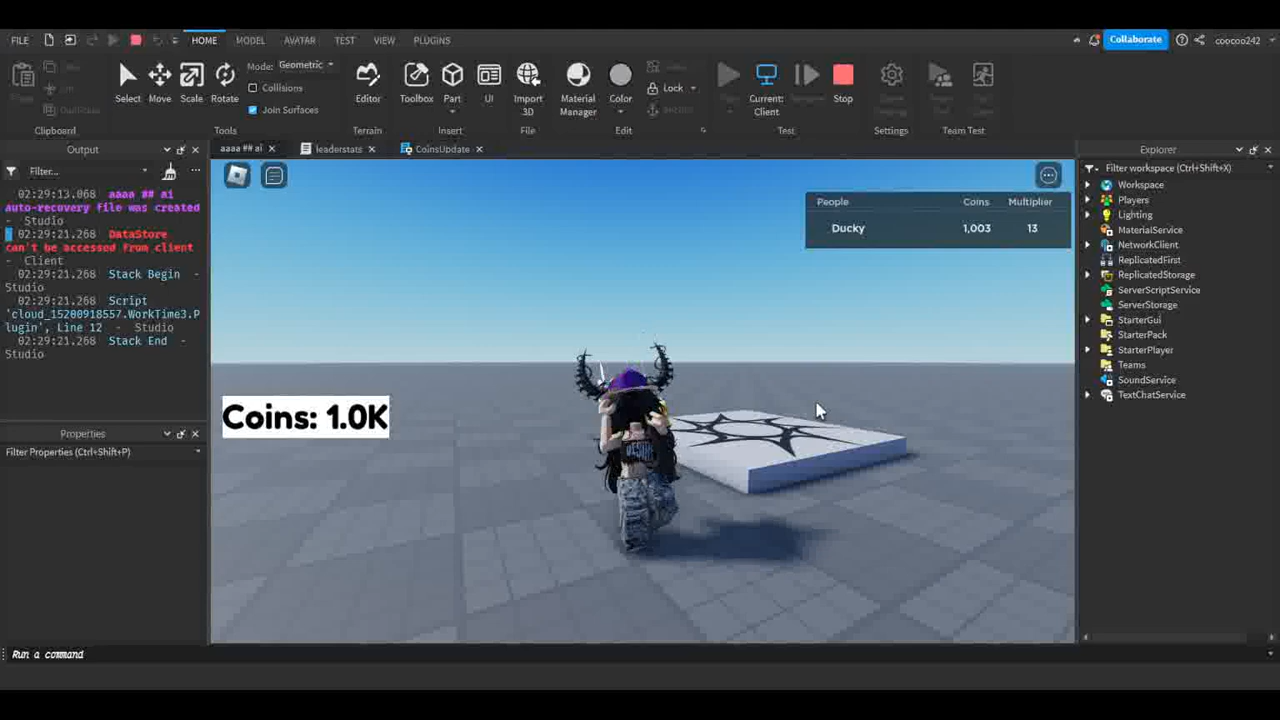 FILE HOME MODEL AVATAR TEST VIEW PLUGINS Collaborate coocoo242
Mode: Geometric
Collisions
Join Surfaces
Select Move Scale Rotate Editor Toolbox Part UI Import 3D Material Manager Color Lock Current: Client Stop
Clipboard Tools Terrain Insert File Edit Test Settings Team Test
Output aaaa ## ai leaderstats CoinsUpdate Explorer
Filter...
Filter workspace (Ctrl+Shift+X)
02:29:13.068 aaaa ## ai
auto-recovery file was created
- Studio
02:29:21.268 DataStore
can't be accessed from client
- Client
02:29:21.268 Stack Begin -
Studio
02:29:21.268 Script
'cloud_15200918557.WorkTime3.P
lugin', Line 12 - Studio
02:29:21.268 Stack End -
Studio
Properties
Filter Properties (Ctrl+Shift+P)
People Coins Multiplier
Ducky 1,003 13
Coins: 1.0K
Workspace
Players
Lighting
MaterialService
NetworkClient
ReplicatedFirst
ReplicatedStorage
ServerScriptService
ServerStorage
StarterGui
StarterPack
StarterPlayer
Teams
SoundService
TextChatService
Run a command